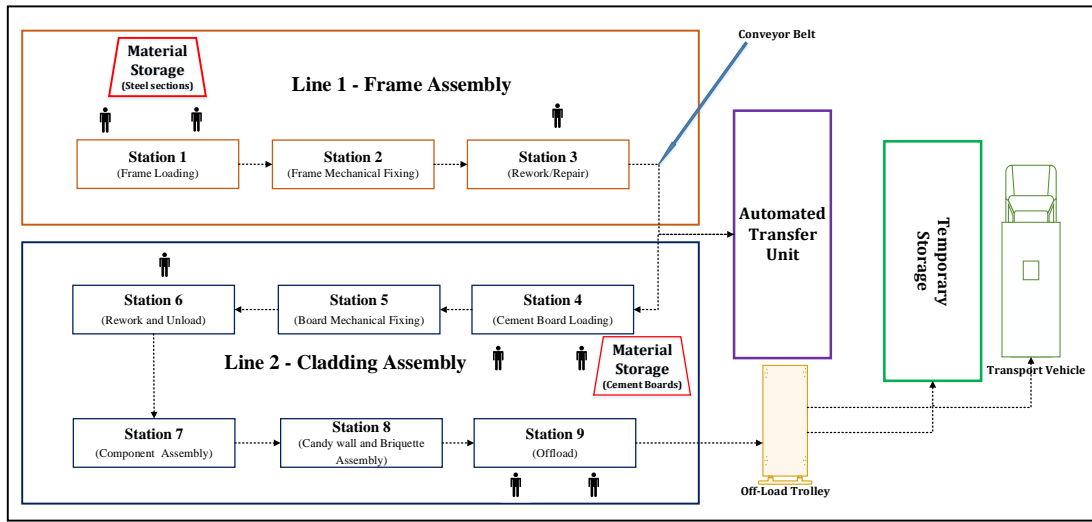 Conveyor Belt
Material
Storage
(Steel sections)
Line 1 - Frame Assembly
Station 1
(Frame Loading)
Station 2
(Frame Mechanical Fixing)
Station 3
(Rework/Repair)
Automated
Transfer
Unit
Temporary
Storage
Transport Vehicle
Station 6
(Rework and Unload)
Station 5
(Board Mechanical Fixing)
Station 4
(Cement Board Loading)
Line 2 - Cladding Assembly
Material
Storage
(Cement Boards)
Station 7
(Component Assembly)
Station 8
(Candy wall and Briquette
Assembly)
Station 9
(Offload)
Off-Load Trolley